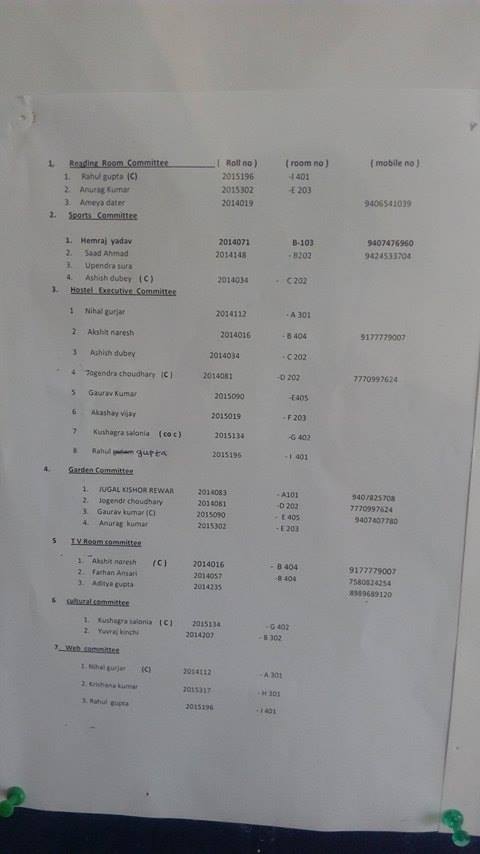 1. Reading Room Committee ( Roll no ) ( room no ) ( mobile no )
1. Rahul gupta (C) 2015196 -I 401
2. Anurag Kumar 2015302 -E 203
3. Ameya dater 2014019 9406541039
2. Sports Committee
1. Hemraj yadav 2014071 B-103 9407476960
2. Saad Ahmad 2014148 - B202 9424533704
3. Upendra sura
4. Ashish dubey ( C ) 2014034 - C 202
3. Hostel Executive Committee
1 Nihal gurjar 2014112 - A 301
2 Akshit naresh 2014016 - B 404 9177779007
3 Ashish dubey 2014034 - C 202
4 Jogendra choudhary (C ) 2014081 -D 202 7770997624
5 Gaurav Kumar 2015090 -E405
6 Akashay vijay 2015019 - F 203
7 Kushagra salonia ( co c ) 2015134 -G 402
8 Rahul gupta 2015196 - I 401
4. Garden Committee
1. JUGAL KISHOR REWAR 2014083 - A101 9407825708
2. Jogendr choudhary 2014081 -D 202 7770997624
3. Gaurav kumar (C) 2015090 - E 405 9407407780
4. Anurag kumar 2015302 - E 203
5 T V Room committee
1. Akshit naresh (C ) 2014016 - B 404 9177779007
2. Farhan Ansari 2014057 -B 404 7580824254
3. Aditya gupta 2014235 8989689120
6 cultural committee
1. Kushagra salonia ( C ) 2015134 - G 402
2. Yuvraj kinchi 2014207 - B 302
7. Web committee
1. Nihal gurjar (C) 2014112 - A 301
2. Krishana kumar 2015317 - H 301
3. Rahul gupta 2015196 - I 401